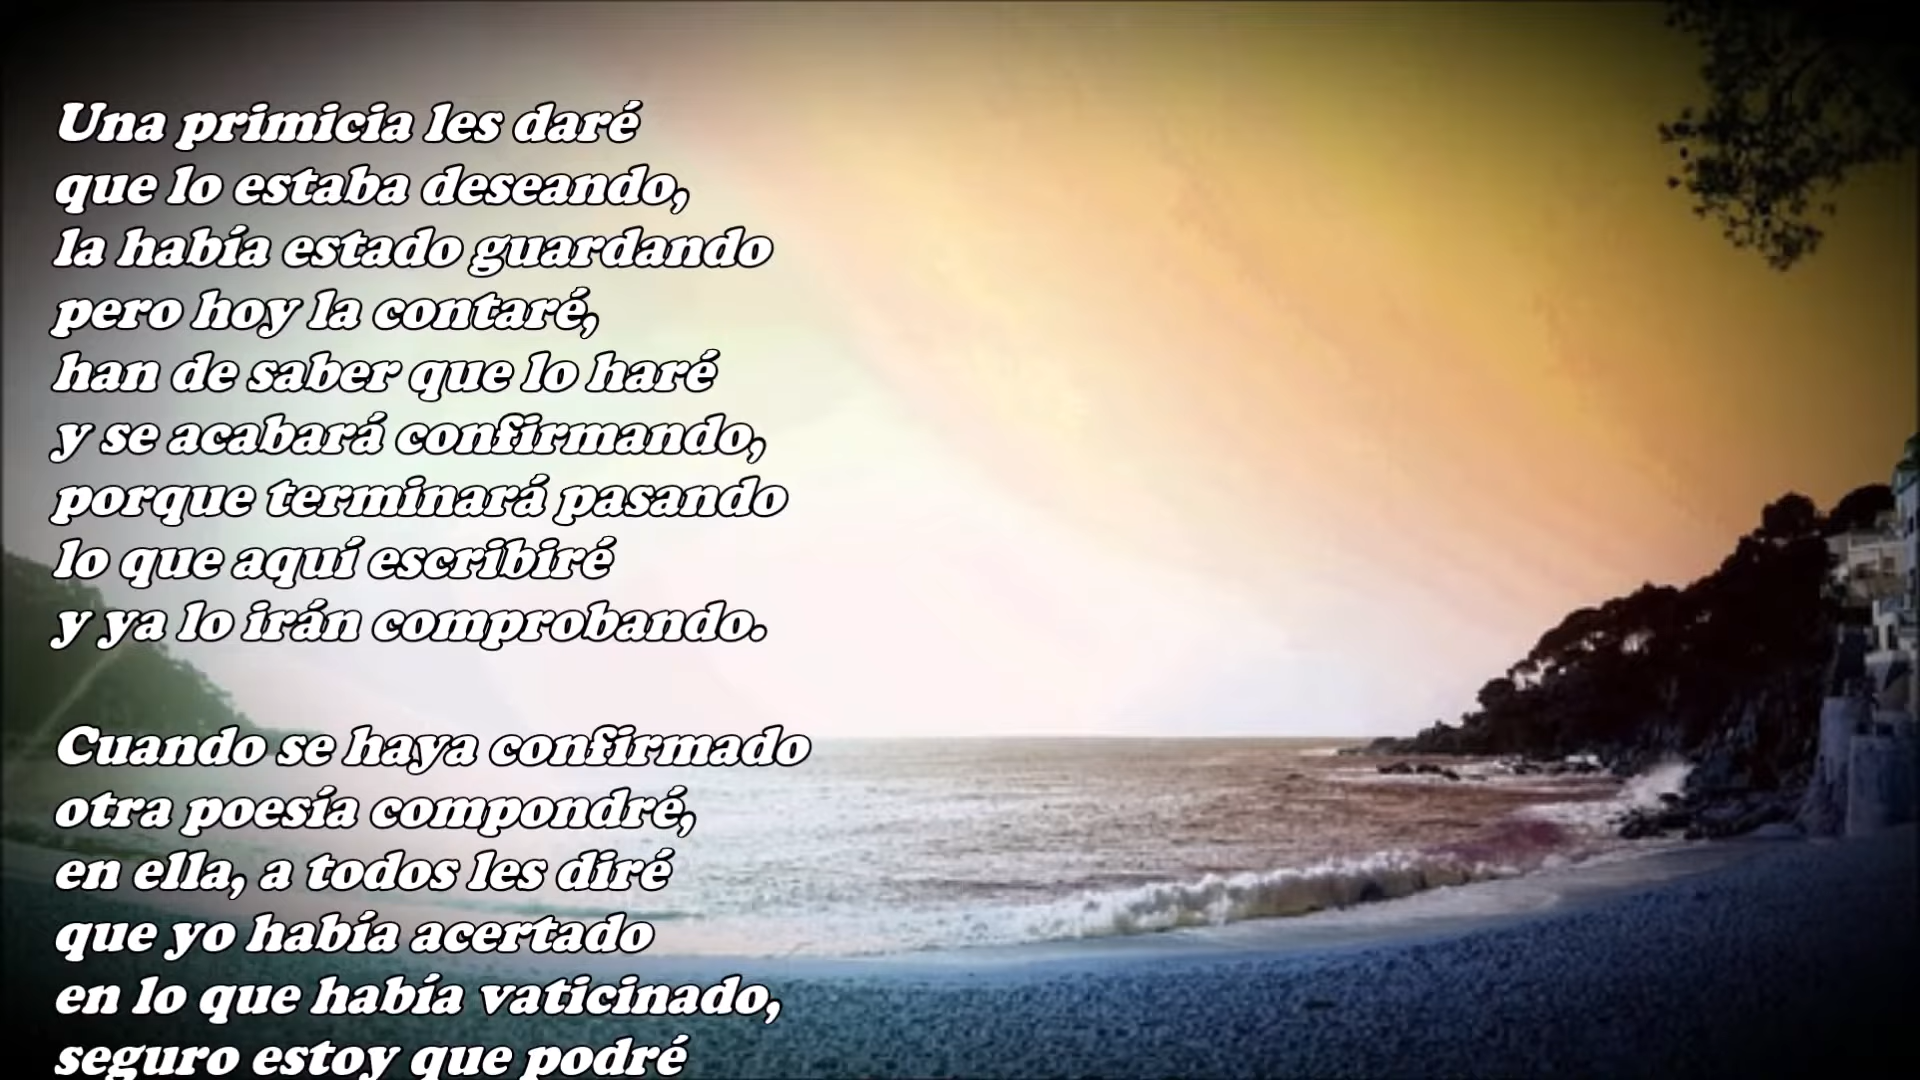 Una primicia les daré
que lo estaba deseando,
la había estado guardando
pero hoy la contaré,
han de saber que lo haré
y se acabará confirmando,
porque terminará pasando
lo que aquí escribiré
y ya lo irán comprobando.
Cuando se haya confirmado
otra poesía compondré,
en ella, a todos les diré
que yo había acertado
en lo que había vaticinado,
seguro estoy que podré